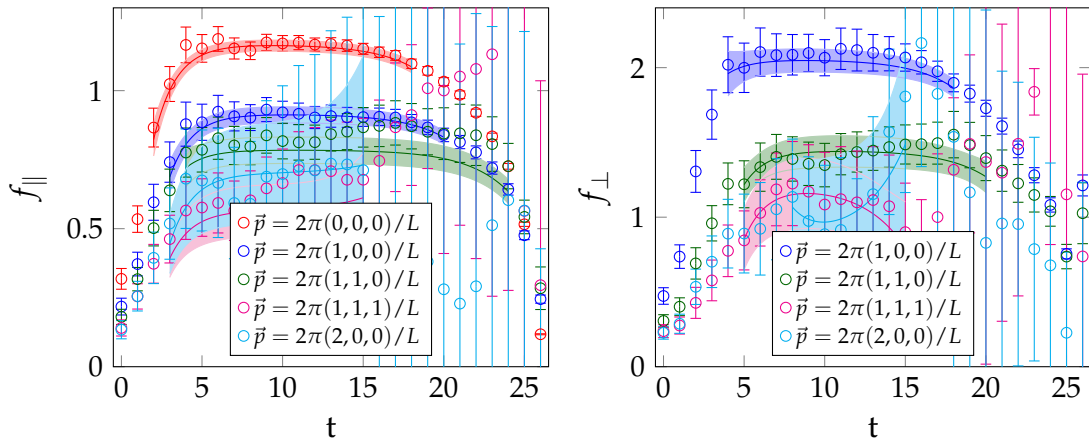 1
0.5
0
f∥
p⃗ = 2π(0,0,0)/L
p⃗ = 2π(1,0,0)/L
p⃗ = 2π(1,1,0)/L
p⃗ = 2π(1,1,1)/L
p⃗ = 2π(2,0,0)/L
0 5 10 15 20 25
t
2
1
0
f⊥
p⃗ = 2π(1,0,0)/L
p⃗ = 2π(1,1,0)/L
p⃗ = 2π(1,1,1)/L
p⃗ = 2π(2,0,0)/L
0 5 10 15 20 25
t